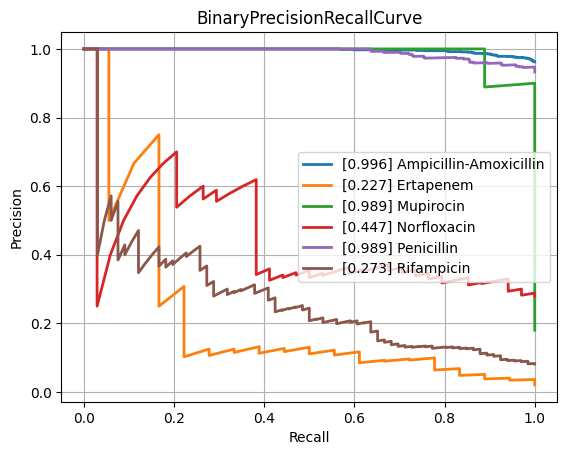 BinaryPrecisionRecallCurve
Precision
1.0
0.8
0.6
0.4
0.2
0.0
[0.996] Ampicillin-Amoxicillin
[0.227] Ertapenem
[0.989] Mupirocin
[0.447] Norfloxacin
[0.989] Penicillin
[0.273] Rifampicin
0.0 0.2 0.4 0.6 0.8 1.0
Recall